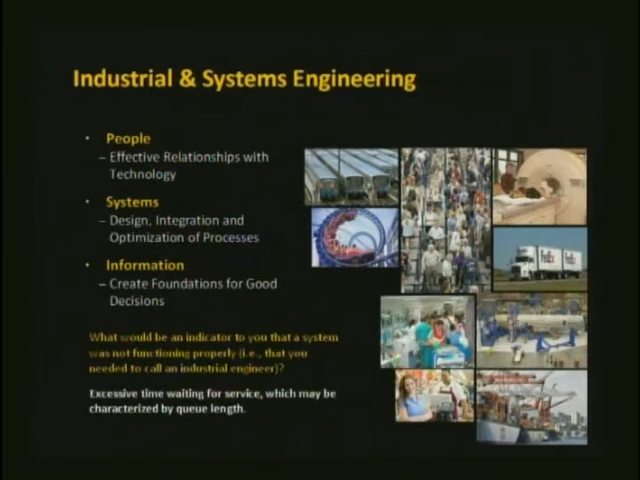 Industrial & Systems Engineering
• People
– Effective Relationships with
Technology
• Systems
– Design, Integration and
Optimization of Processes
• Information
– Create Foundations for Good
Decisions
What would be an indicator to you that a system
was not functioning properly (i.e., that you
needed to call an industrial engineer)?
Excessive time waiting for service, which may be
characterized by queue length.
FedEx
FedEx